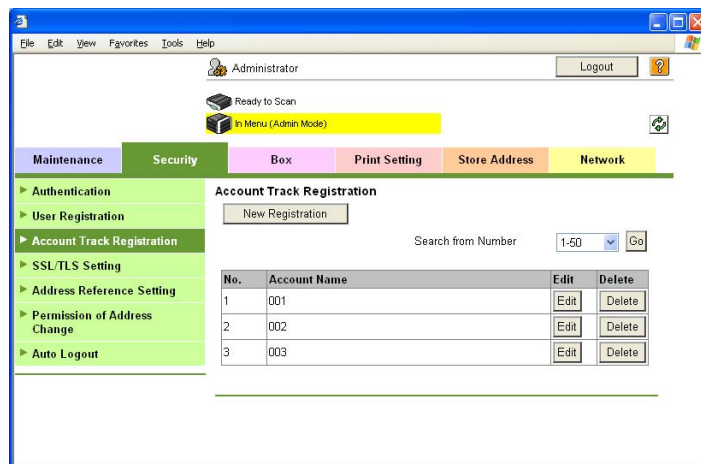 File Edit View Favorites Tools Help
Administrator
Logout
?
Ready to Scan
In Menu (Admin Mode)
Maintenance Security Box Print Setting Store Address Network
Authentication
User Registration
Account Track Registration
SSL/TLS Setting
Address Reference Setting
Permission of Address
Change
Auto Logout
Account Track Registration
New Registration
Search from Number 1-50 Go
No. Account Name Edit Delete
1 001 Edit Delete
2 002 Edit Delete
3 003 Edit Delete